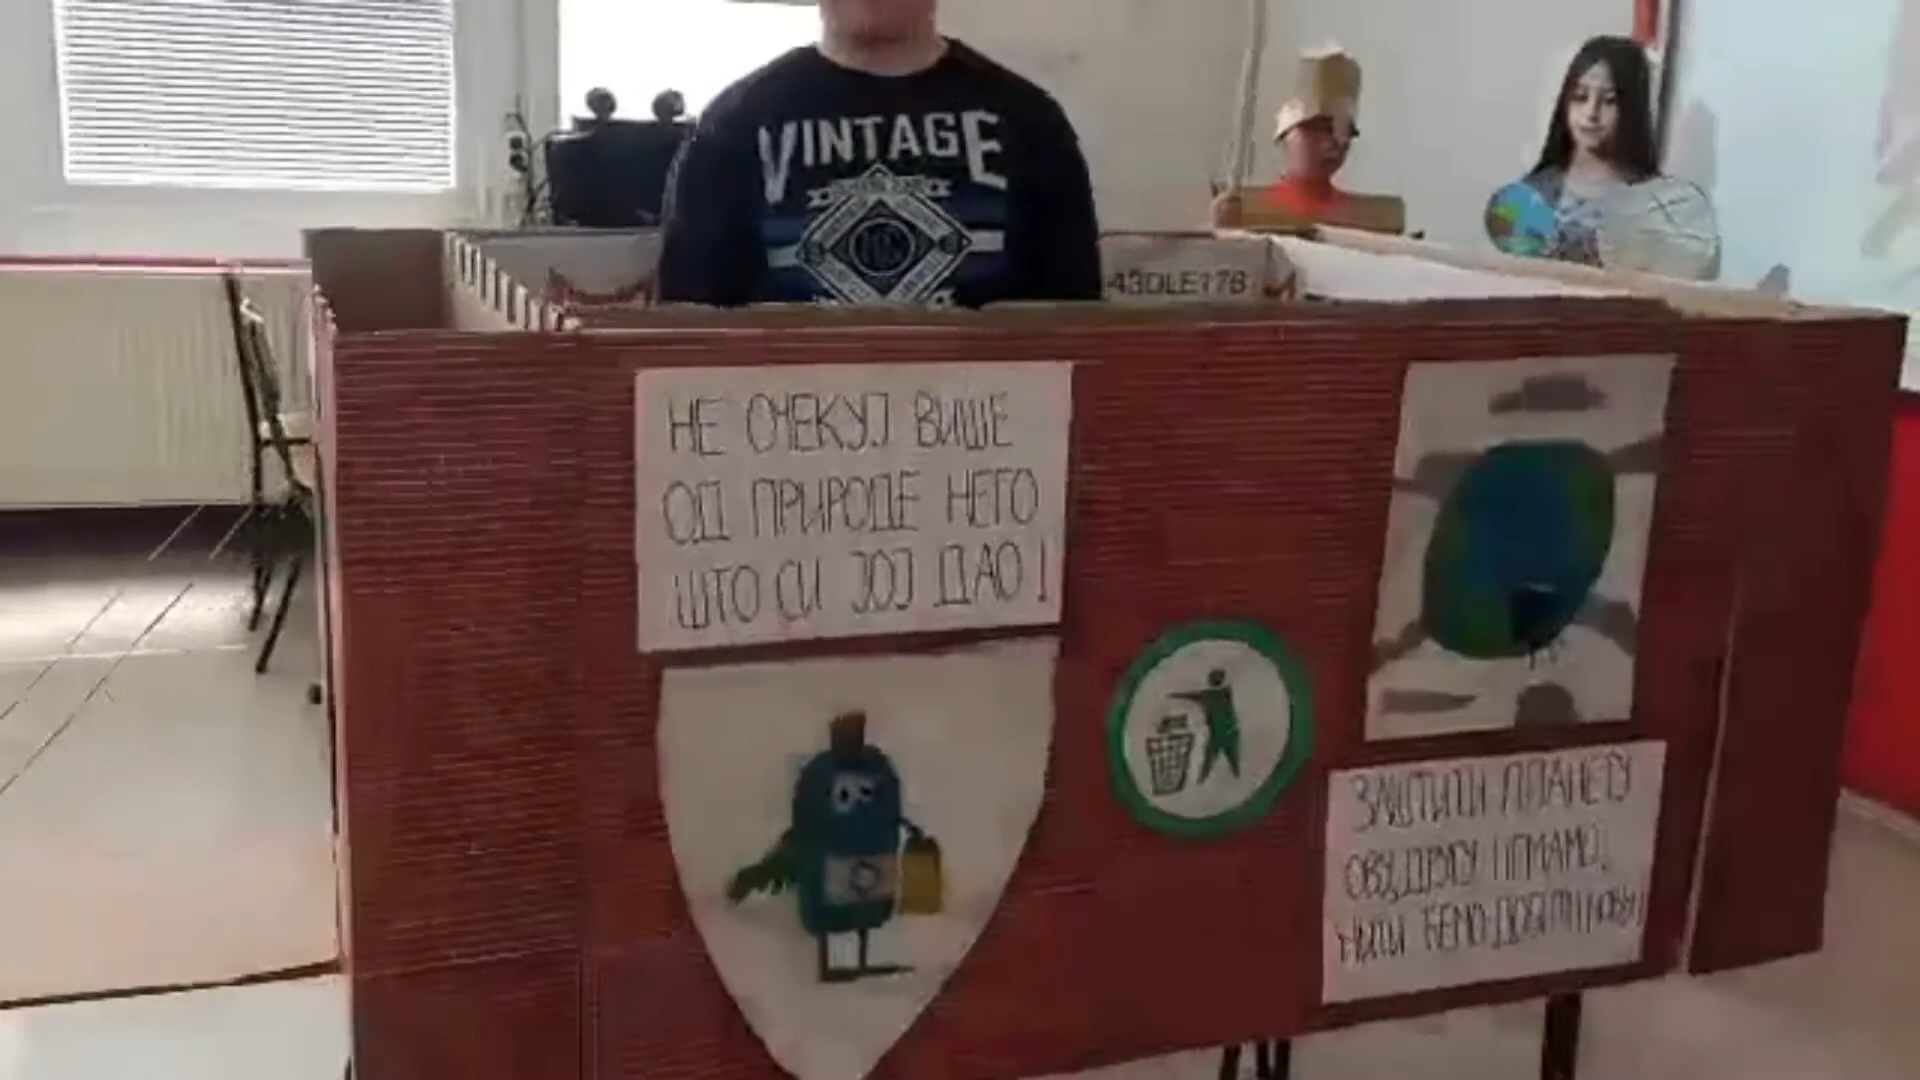 VINTAGE
43DLE178
НЕ ОЧЕКУЈ ВИШЕ
ОД ПРИРОДЕ НЕГО
ШТО СИ ЈОЈ ДАО!
ЗАШТИТИ ПЛАНЕТУ
ОВУ, ДРУГУ НЕМАМО,
НИТИ ЋЕМО ДОБИТИ НОВУ!